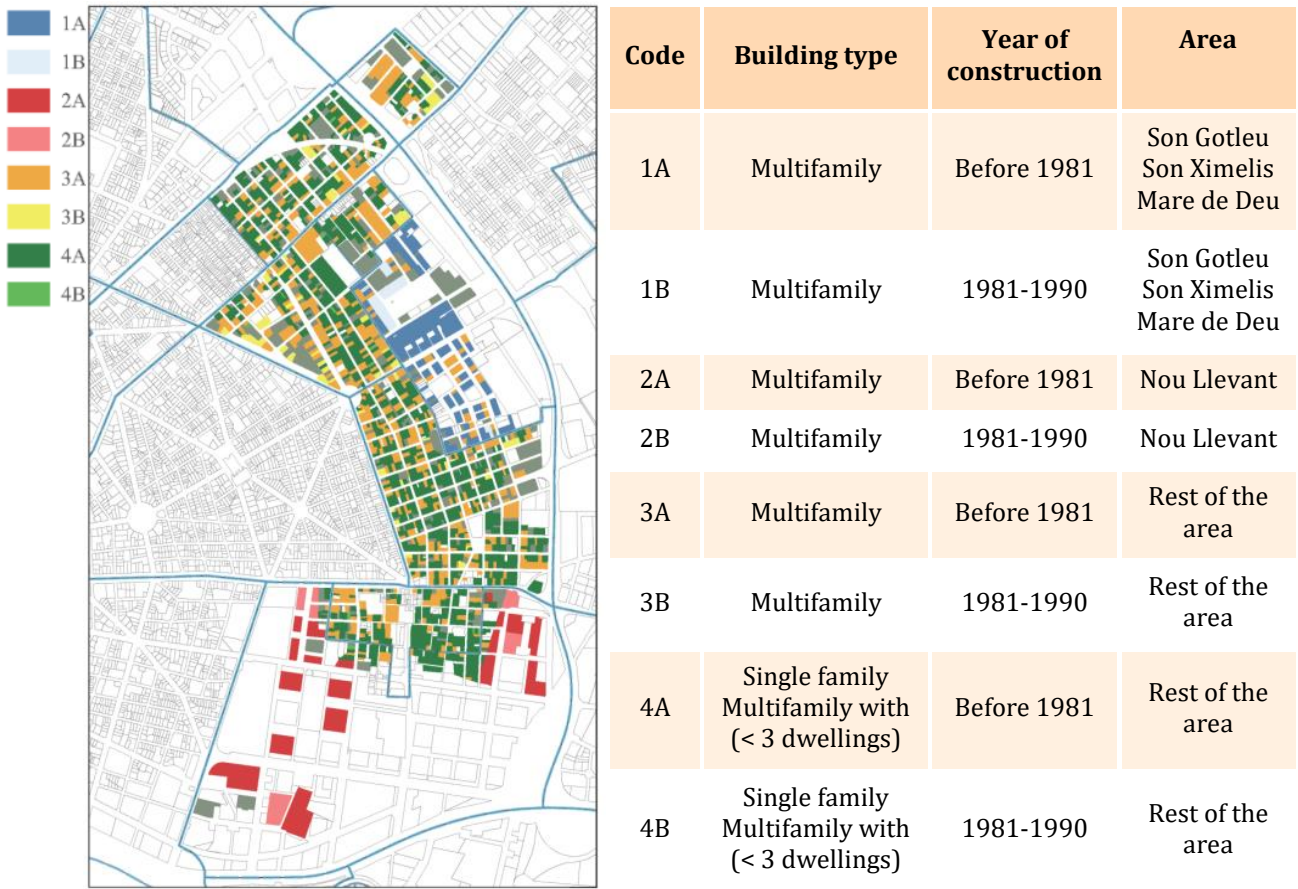 1A
1B
2A
2B
3A
3B
4A
4B
Code
Building type
Year of
construction
Area
1A
Multifamily
Before 1981
Son Gotleu
Son Ximelis
Mare de Deu
1B
Multifamily
1981-1990
Son Gotleu
Son Ximelis
Mare de Deu
2A
Multifamily
Before 1981
Nou Llevant
2B
Multifamily
1981-1990
Nou Llevant
3A
Multifamily
Before 1981
Rest of the
area
3B
Multifamily
1981-1990
Rest of the
area
4A
Single family
Multifamily with
(< 3 dwellings)
Before 1981
Rest of the
area
4B
Single family
Multifamily with
(< 3 dwellings)
1981-1990
Rest of the
area